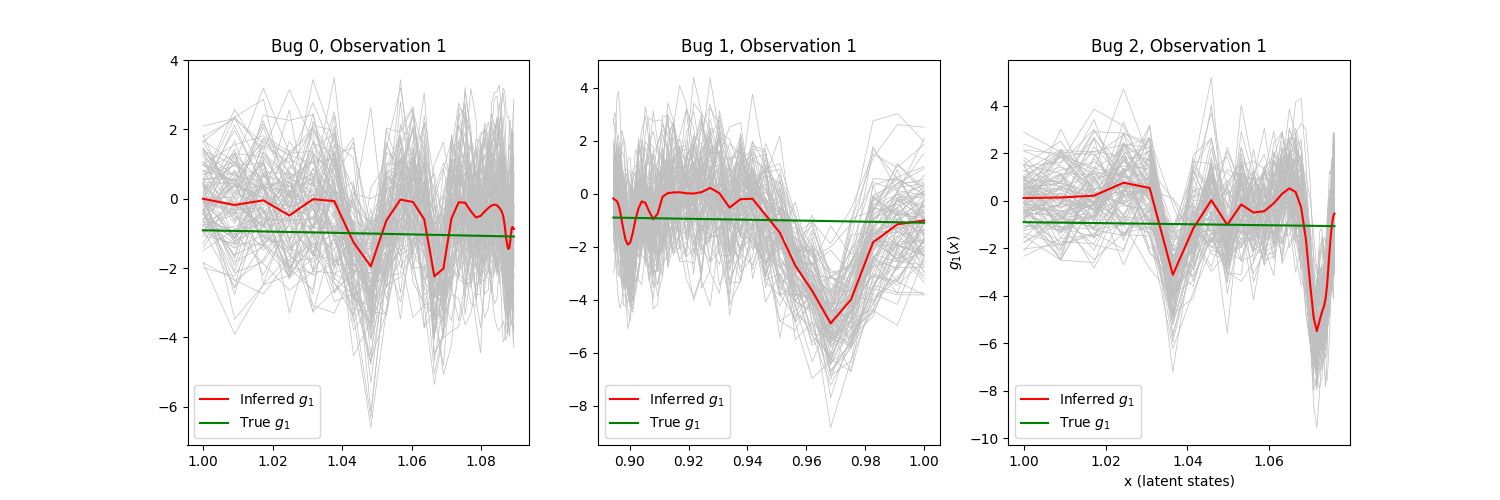 Bug 0, Observation 1
4
2
0
−2
−4
−6
1.00 1.02 1.04 1.06 1.08
Inferred g₁
True g₁
Bug 1, Observation 1
4
2
0
−2
−4
−6
−8
0.90 0.92 0.94 0.96 0.98 1.00
Inferred g₁
True g₁
Bug 2, Observation 1
g₁(x)
4
2
0
−2
−4
−6
−8
−10
1.00 1.02 1.04 1.06
x (latent states)
Inferred g₁
True g₁